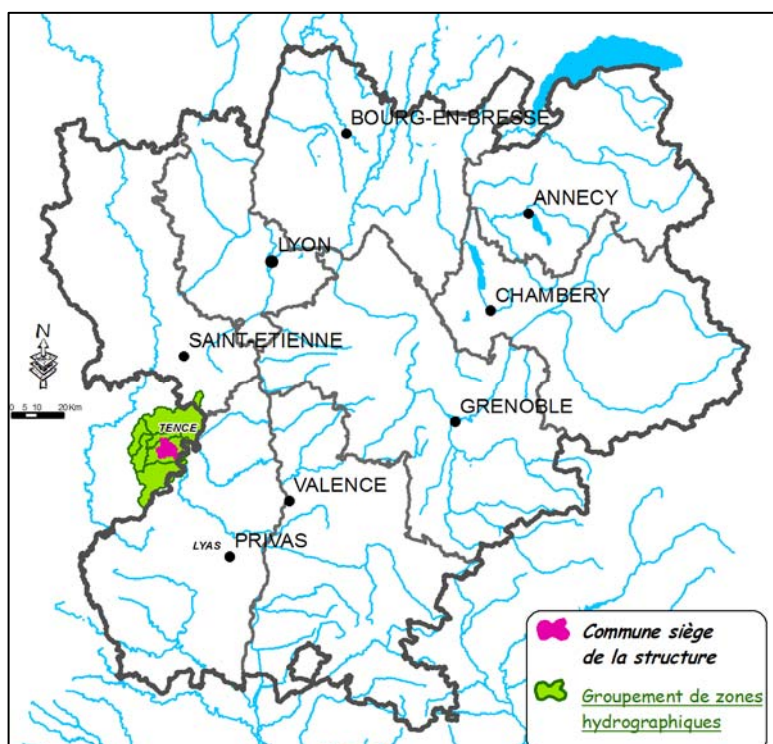 BOURG-EN-BRESSE
ANNECY
LYON
CHAMBERY
SAINT-ETIENNE
N
0 5 10 20Km
GRENOBLE
TENCE
VALENCE
LYAS PRIVAS
Commune siège
de la structure
Groupement de zones
hydrographiques